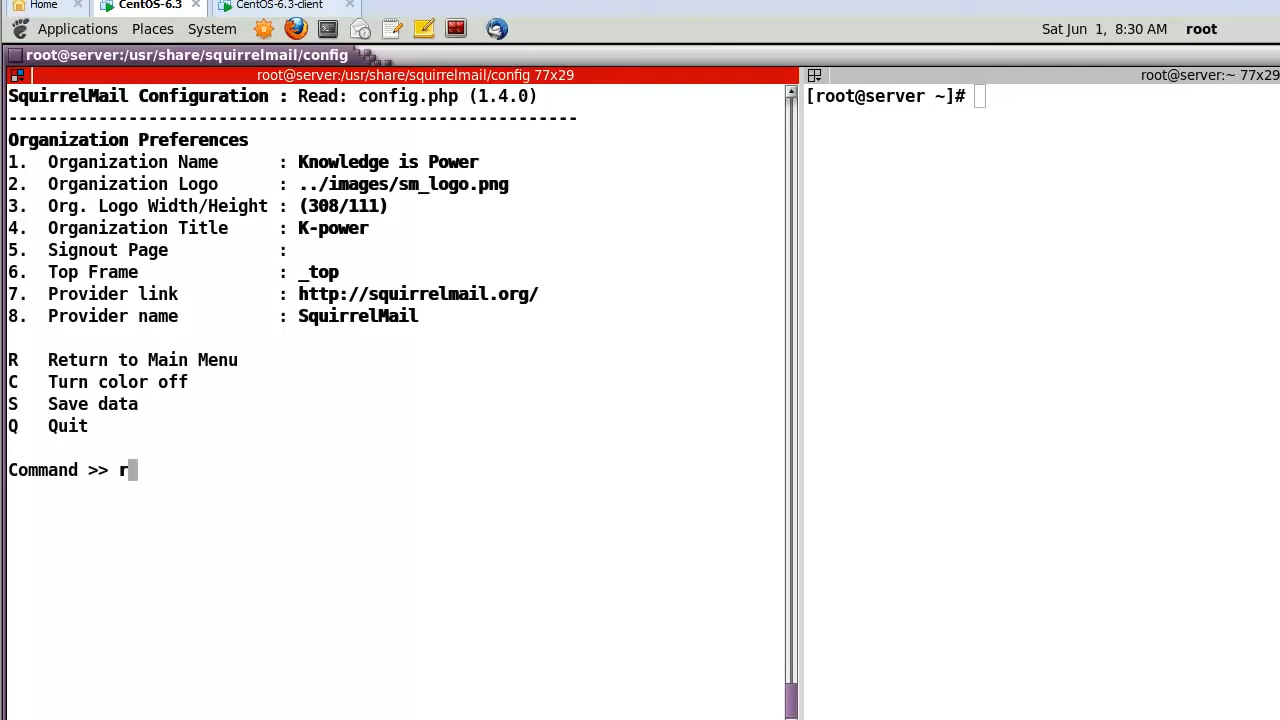 Home
CentOS-6.3
CentOS-6.3-client
Applications Places System
Sat Jun 1, 8:30 AM root
root@server:/usr/share/squirrelmail/config
root@server:/usr/share/squirrelmail/config 77x29
SquirrelMail Configuration : Read: config.php (1.4.0)
---------------------------------------------------------
Organization Preferences
1. Organization Name : Knowledge is Power
2. Organization Logo : ../images/sm_logo.png
3. Org. Logo Width/Height : (308/111)
4. Organization Title : K-power
5. Signout Page :
6. Top Frame : _top
7. Provider link : http://squirrelmail.org/
8. Provider name : SquirrelMail
R Return to Main Menu
C Turn color off
S Save data
Q Quit
Command >> r
root@server:~ 77x29
[root@server ~]#